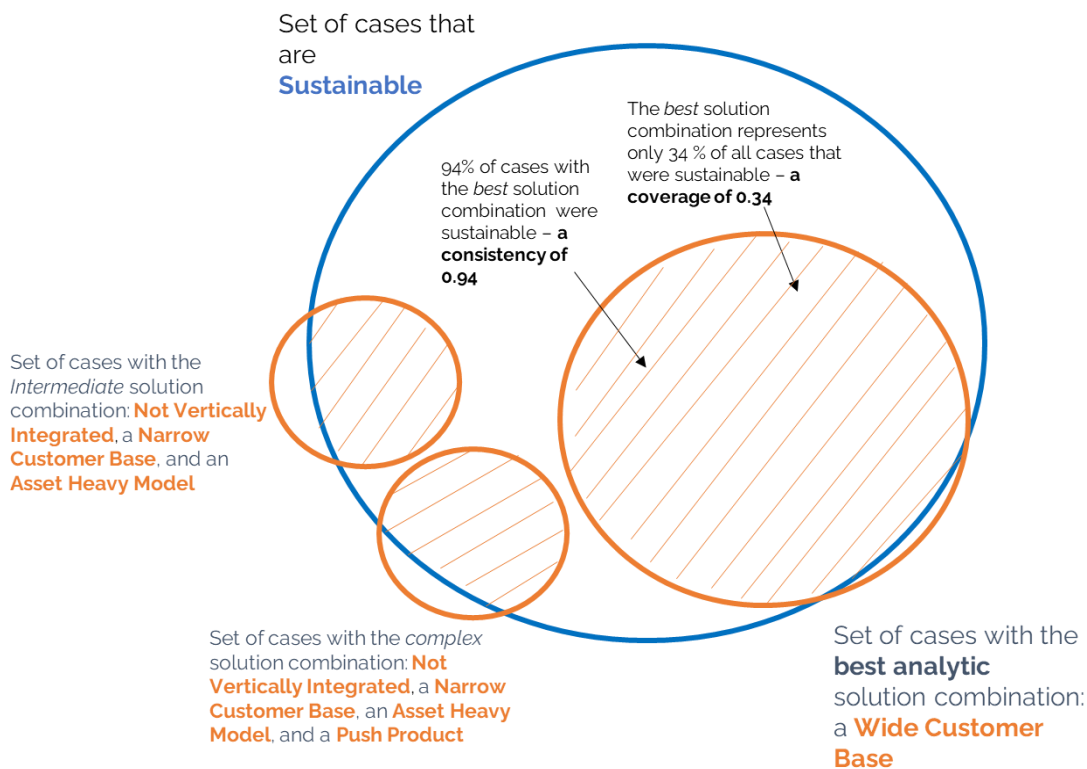 Set of cases that
are
Sustainable
The best solution
combination represents
only 34 % of all cases that
were sustainable – a
coverage of 0.34
94% of cases with
the best solution
combination were
sustainable – a
consistency of
0.94
Set of cases with the
Intermediate solution
combination: Not Vertically
Integrated, a Narrow
Customer Base, and an
Asset Heavy Model
Set of cases with the complex
solution combination: Not
Vertically Integrated, a Narrow
Customer Base, an Asset Heavy
Model, and a Push Product
Set of cases with the
best analytic
solution combination:
a Wide Customer
Base